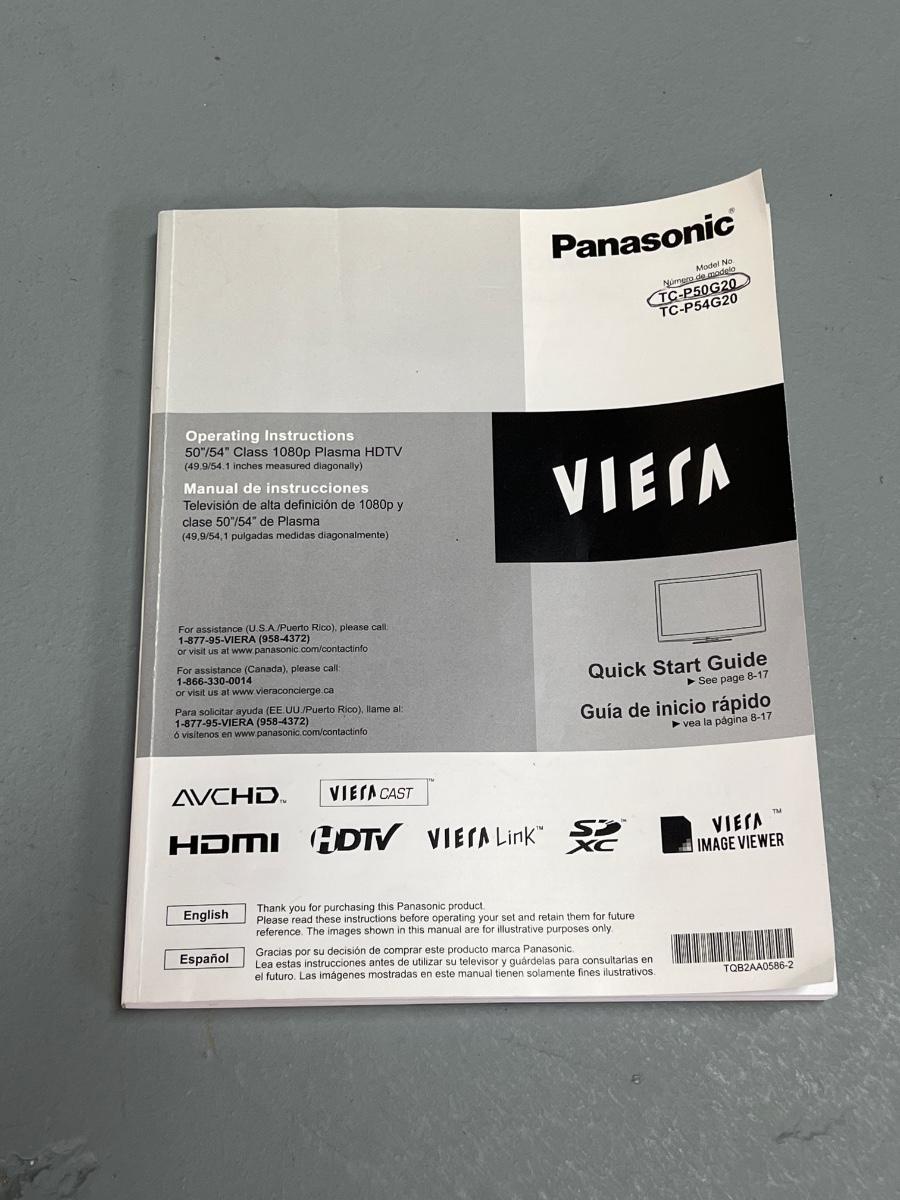 Panasonic®
Model No.
Número de modelo
TC-P50G20
TC-P54G20
Operating Instructions
50"/54" Class 1080p Plasma HDTV
(49.9/54.1 inches measured diagonally)
Manual de instrucciones
Televisión de alta definición de 1080p y
clase 50"/54" de Plasma
(49,9/54,1 pulgadas medidas diagonalmente)
VIERA
For assistance (U.S.A./Puerto Rico), please call:
1-877-95-VIERA (958-4372)
or visit us at www.panasonic.com/contactinfo
For assistance (Canada), please call:
1-866-330-0014
or visit us at www.vieraconcierge.ca
Para solicitar ayuda (EE.UU./Puerto Rico), llame al:
1-877-95-VIERA (958-4372)
ó visítenos en www.panasonic.com/contactinfo
Quick Start Guide
▶ See page 8-17
Guía de inicio rápido
▶ vea la página 8-17
AVCHD™
VIERA CAST™
HDMI
HDTV
VIERA Link™
SD XC™
VIERA™
IMAGE VIEWER
English
Thank you for purchasing this Panasonic product.
Please read these instructions before operating your set and retain them for future
reference. The images shown in this manual are for illustrative purposes only.
Español
Gracias por su decisión de comprar este producto marca Panasonic.
Lea estas instrucciones antes de utilizar su televisor y guárdelas para consultarlas en
el futuro. Las imágenes mostradas en este manual tienen solamente fines ilustrativos.
TQB2AA0586-2